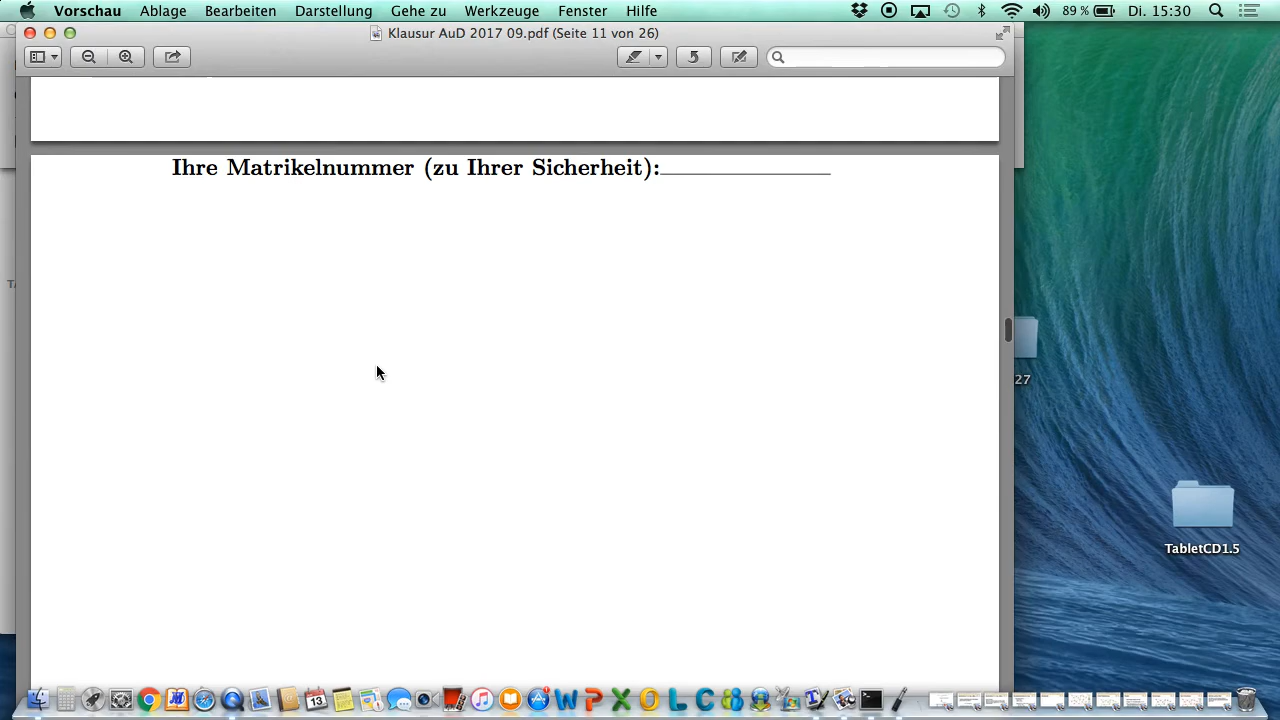 Vorschau Ablage Bearbeiten Darstellung Gehe zu Werkzeuge Fenster Hilfe 89 % Di. 15:30
Klausur AuD 2017 09.pdf (Seite 11 von 26)
Ihre Matrikelnummer (zu Ihrer Sicherheit):
27
TabletCD1.5
13